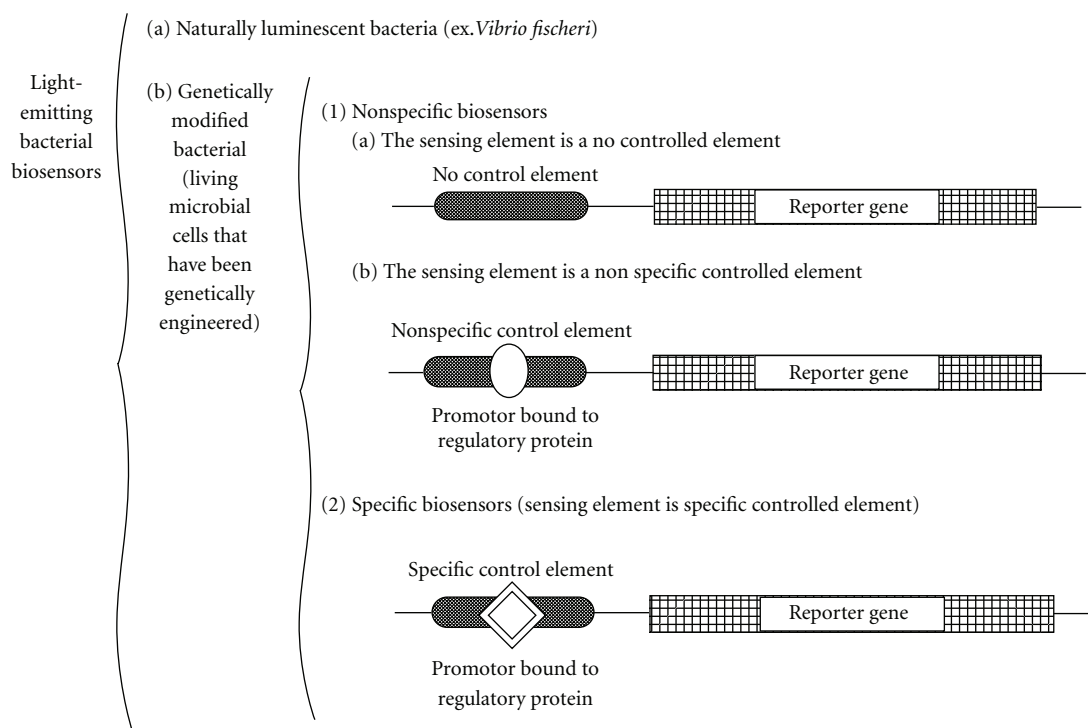 (a) Naturally luminescent bacteria (ex.Vibrio fischeri)
Light-
emitting
bacterial
biosensors
(b) Genetically
modified
bacterial
(living
microbial
cells that
have been
genetically
engineered)
(1) Nonspecific biosensors
(a) The sensing element is a no controlled element
No control element
Reporter gene
(b) The sensing element is a non specific controlled element
Nonspecific control element
Reporter gene
Promotor bound to
regulatory protein
(2) Specific biosensors (sensing element is specific controlled element)
Specific control element
Reporter gene
Promotor bound to
regulatory protein